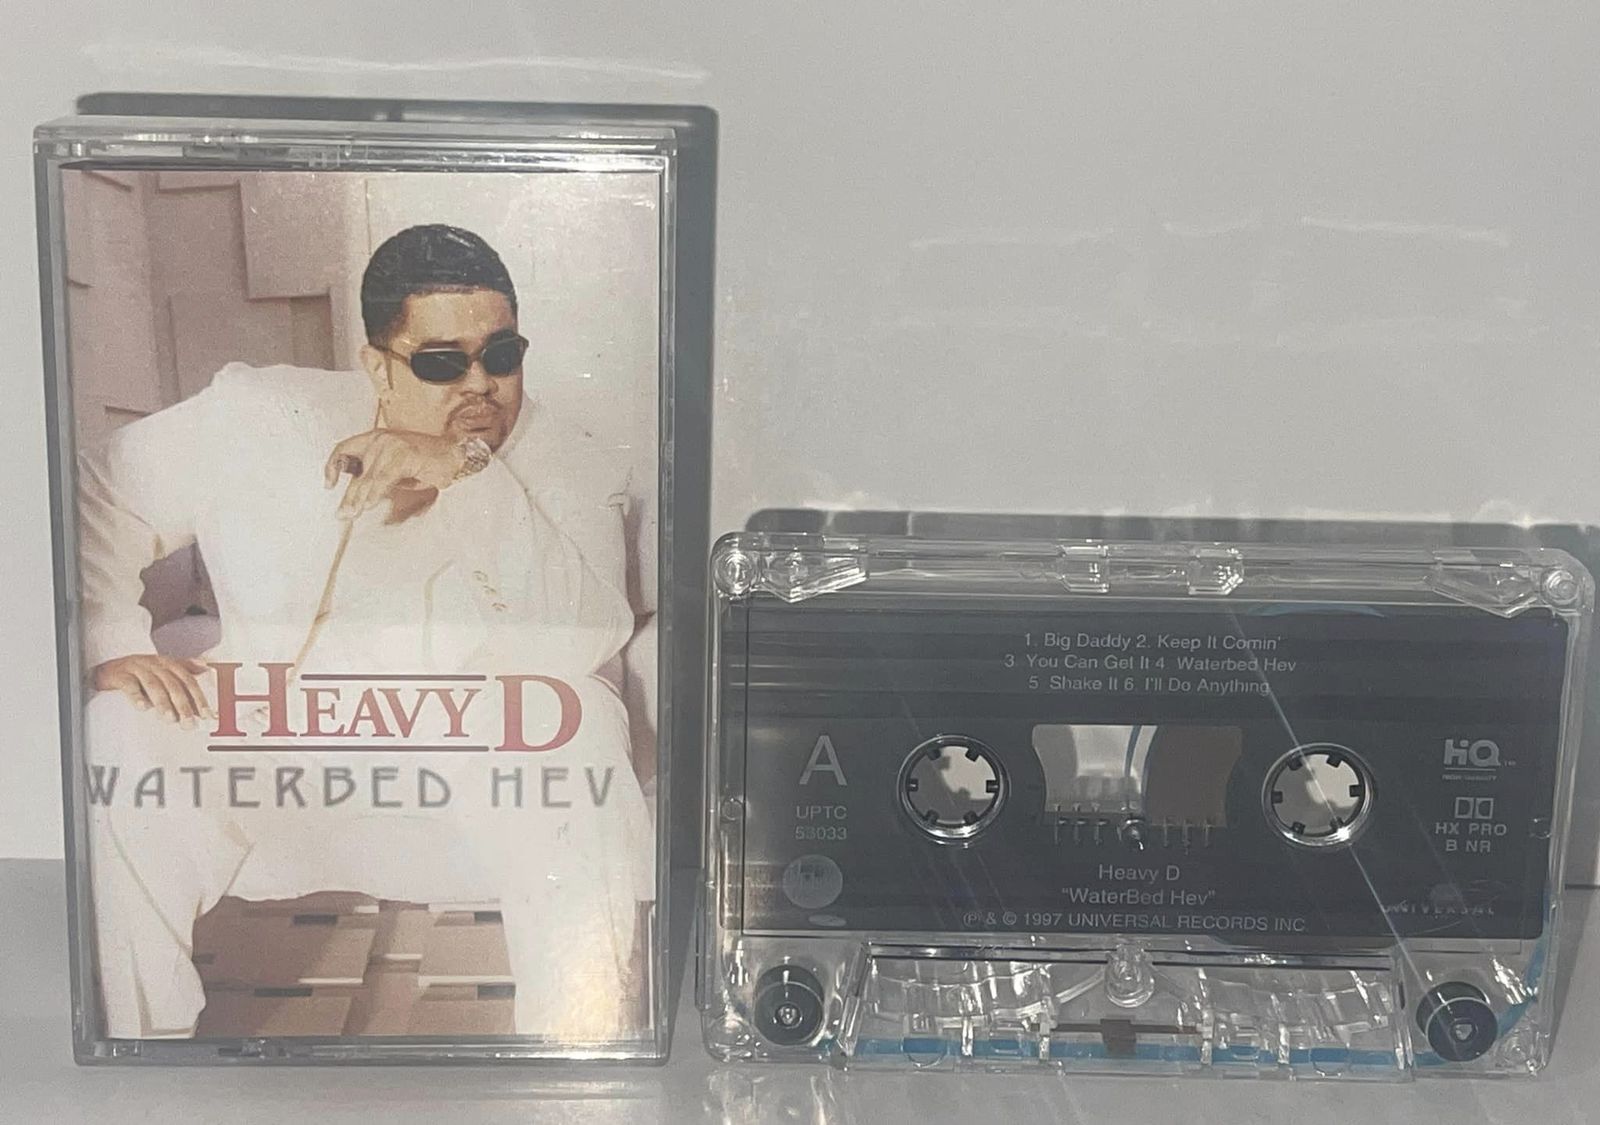 HEAVY D
WATERBED HEV
1. Big Daddy 2. Keep It Comin'
3. You Can Get It 4. Waterbed Hev
5. Shake It 6. I'll Do Anything
A
UPTC
53033
HiQ
HIGH QUALITY
HX PRO
B NR
Heavy D
"WaterBed Hev"
℗ & © 1997 UNIVERSAL RECORDS INC.
UNIVERSAL